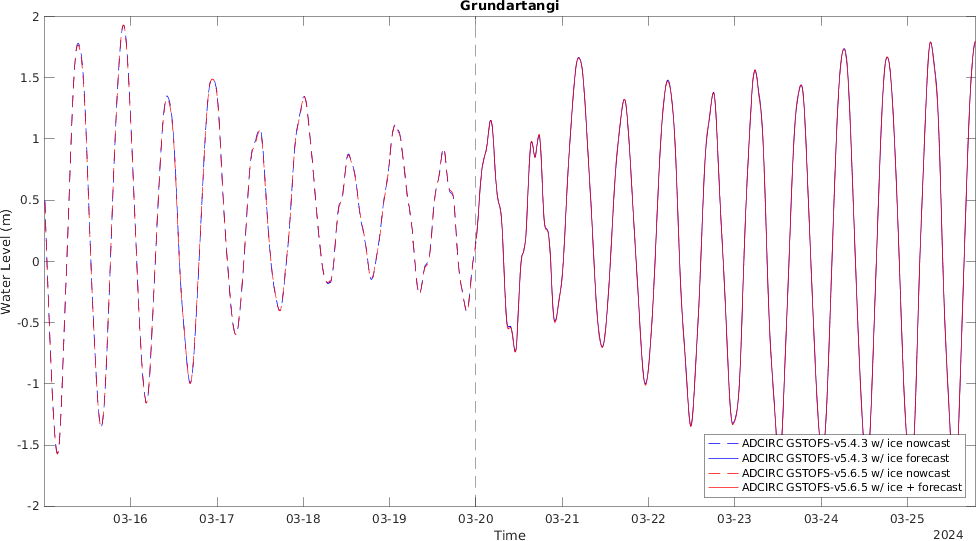 Grundartangi
2
1.5
1
0.5
0
-0.5
-1
-1.5
-2
Water Level (m)
03-16 03-17 03-18 03-19 03-20 03-21 03-22 03-23 03-24 03-25
Time
2024
ADCIRC GSTOFS-v5.4.3 w/ ice nowcast
ADCIRC GSTOFS-v5.4.3 w/ ice forecast
ADCIRC GSTOFS-v5.6.5 w/ ice nowcast
ADCIRC GSTOFS-v5.6.5 w/ ice + forecast